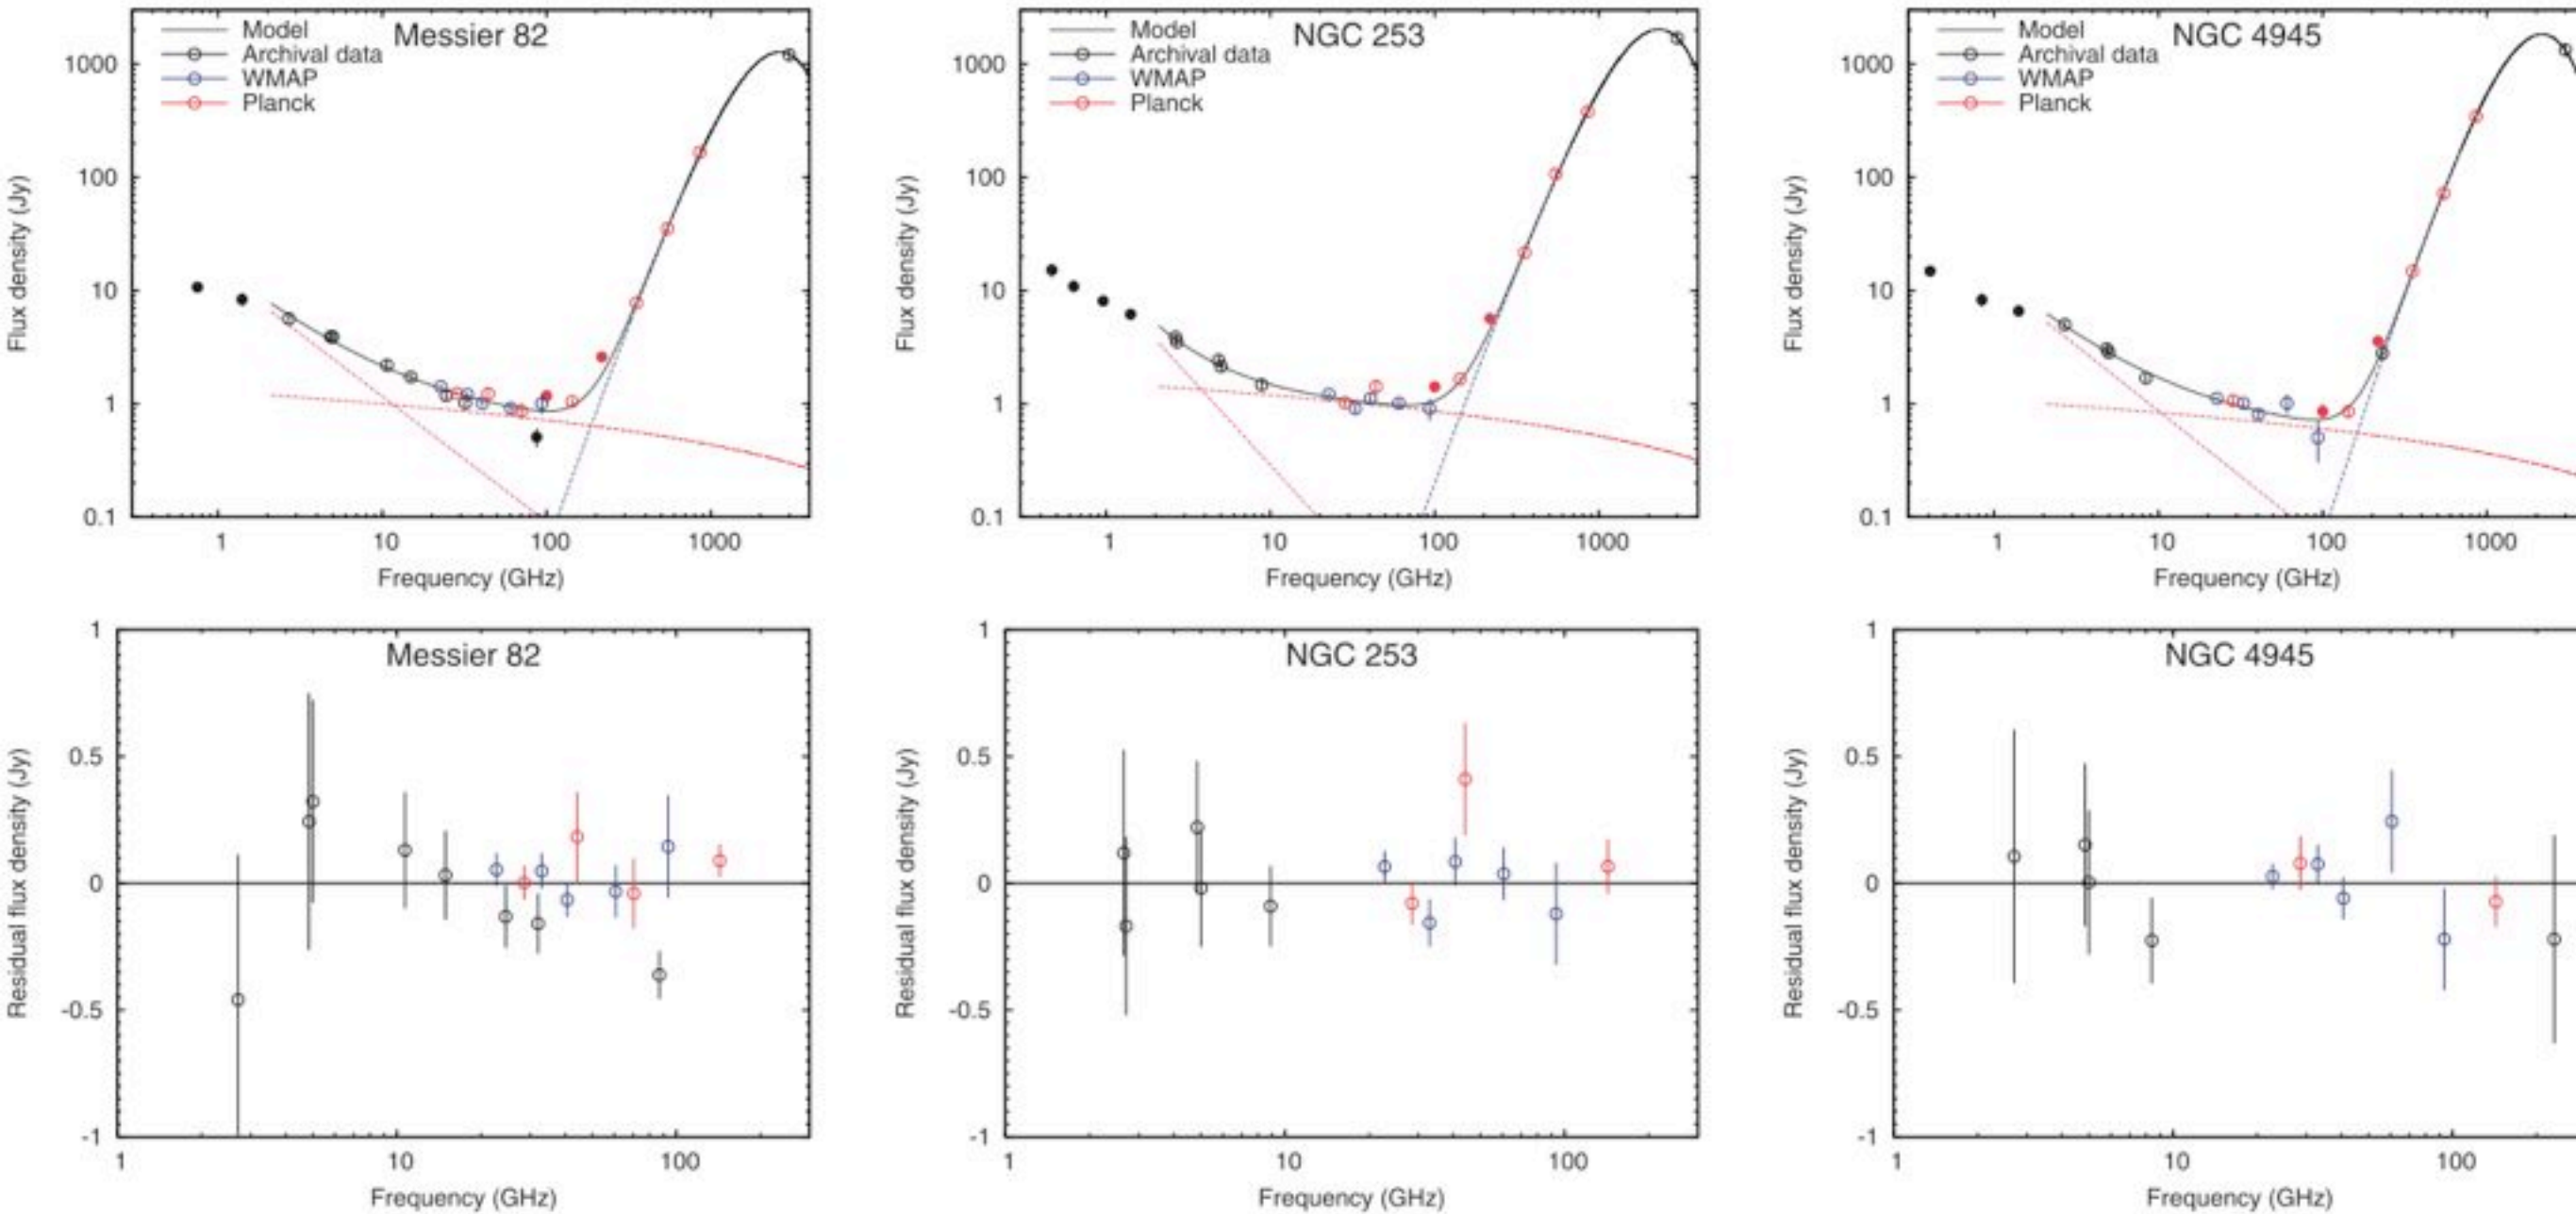 Messier 82
Model
Archival data
WMAP
Planck
1000
100
10
1
0.1
Flux density (Jy)
1 10 100 1000
Frequency (GHz)
NGC 253
Model
Archival data
WMAP
Planck
1000
100
10
1
0.1
Flux density (Jy)
1 10 100 1000
Frequency (GHz)
NGC 4945
Model
Archival data
WMAP
Planck
1000
100
10
1
0.1
Flux density (Jy)
1 10 100 1000
Frequency (GHz)
Messier 82
1
0.5
0
-0.5
-1
Residual flux density (Jy)
1 10 100
Frequency (GHz)
NGC 253
1
0.5
0
-0.5
-1
Residual flux density (Jy)
1 10 100
Frequency (GHz)
NGC 4945
1
0.5
0
-0.5
-1
Residual flux density (Jy)
1 10 100
Frequency (GHz)